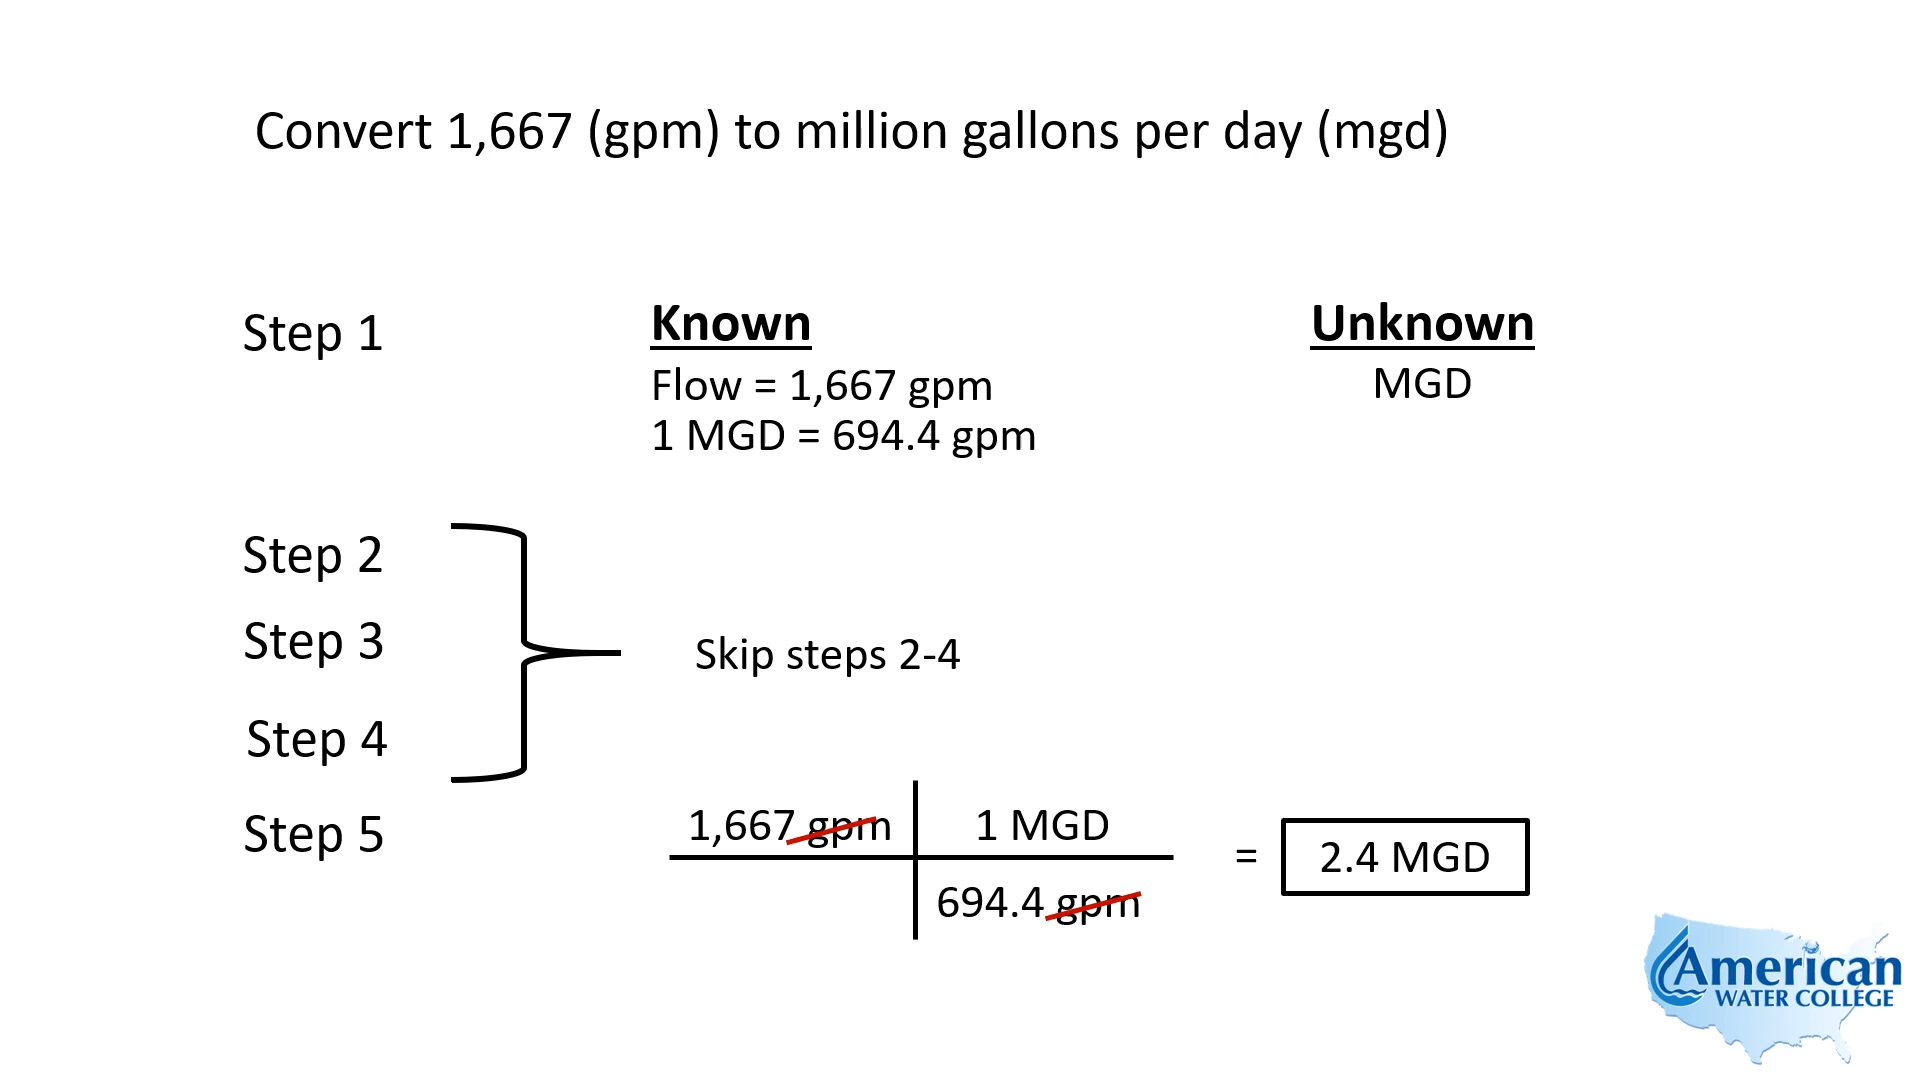 Convert 1,667 (gpm) to million gallons per day (mgd)
Step 1
Known
Unknown
Flow = 1,667 gpm
MGD
1 MGD = 694.4 gpm
Step 2
Step 3
Skip steps 2-4
Step 4
Step 5
1,667 gpm
1 MGD
694.4 gpm
=
2.4 MGD
American
WATER COLLEGE